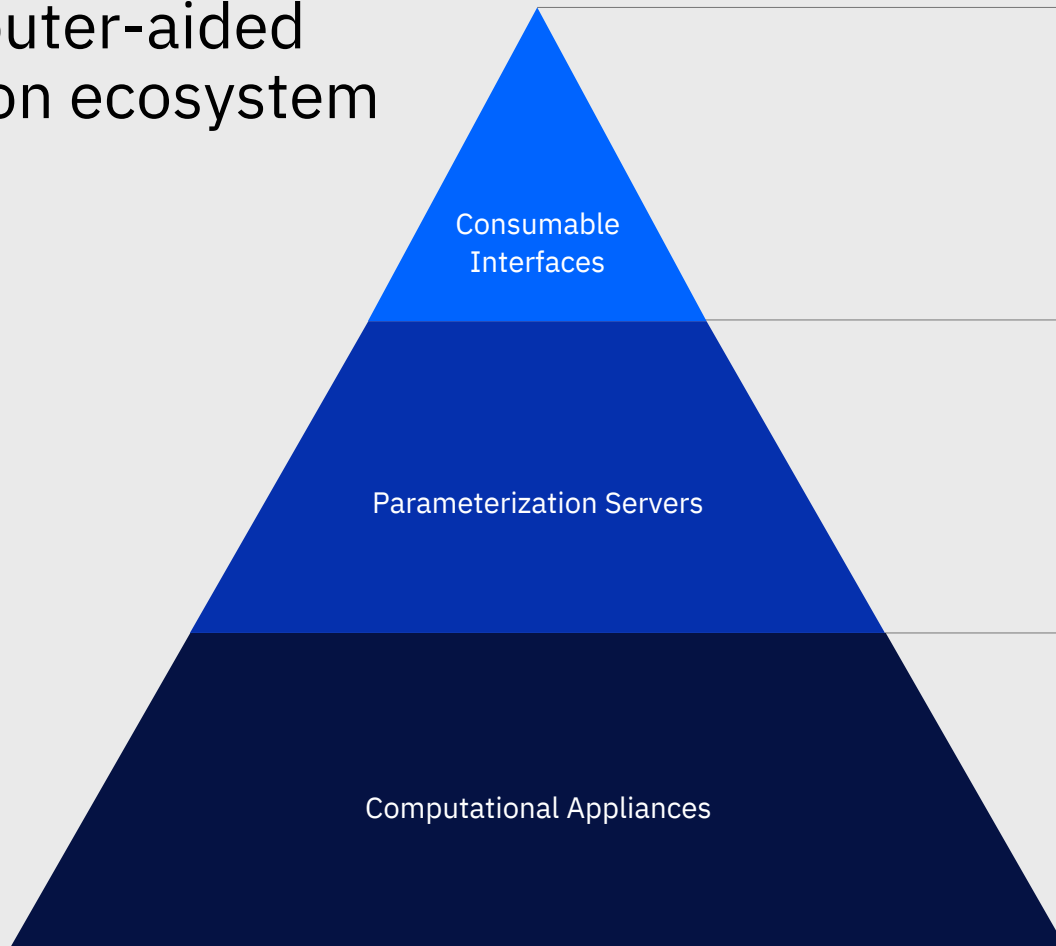 uter-aided
on ecosystem
Consumable
Interfaces
Parameterization Servers
Computational Appliances